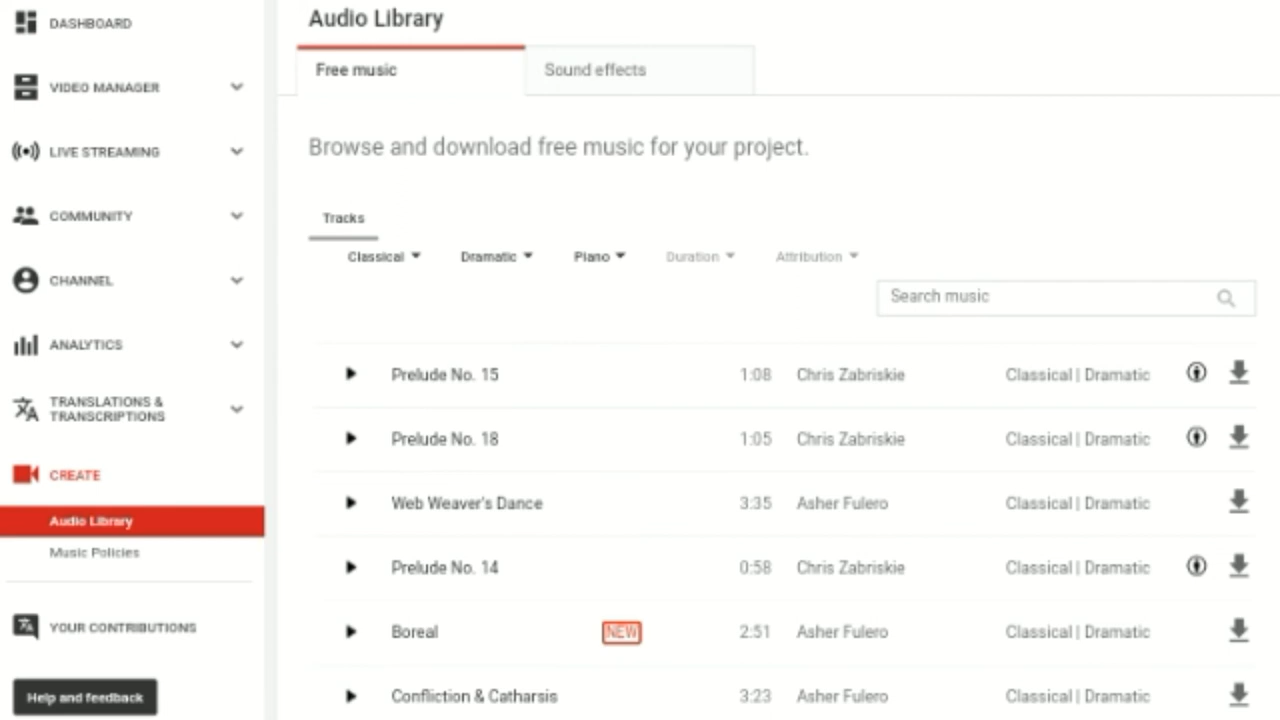 DASHBOARD
VIDEO MANAGER
LIVE STREAMING
COMMUNITY
CHANNEL
ANALYTICS
TRANSLATIONS &
TRANSCRIPTIONS
CREATE
Audio Library
Music Policies
YOUR CONTRIBUTIONS
Help and feedback
Audio Library
Free music Sound effects
Browse and download free music for your project.
Tracks
Classical Dramatic Piano Duration Attribution
Search music
Prelude No. 15 1:08 Chris Zabriskie Classical | Dramatic
Prelude No. 18 1:05 Chris Zabriskie Classical | Dramatic
Web Weaver's Dance 3:35 Asher Fulero Classical | Dramatic
Prelude No. 14 0:58 Chris Zabriskie Classical | Dramatic
Boreal NEW 2:51 Asher Fulero Classical | Dramatic
Confliction & Catharsis 3:23 Asher Fulero Classical | Dramatic